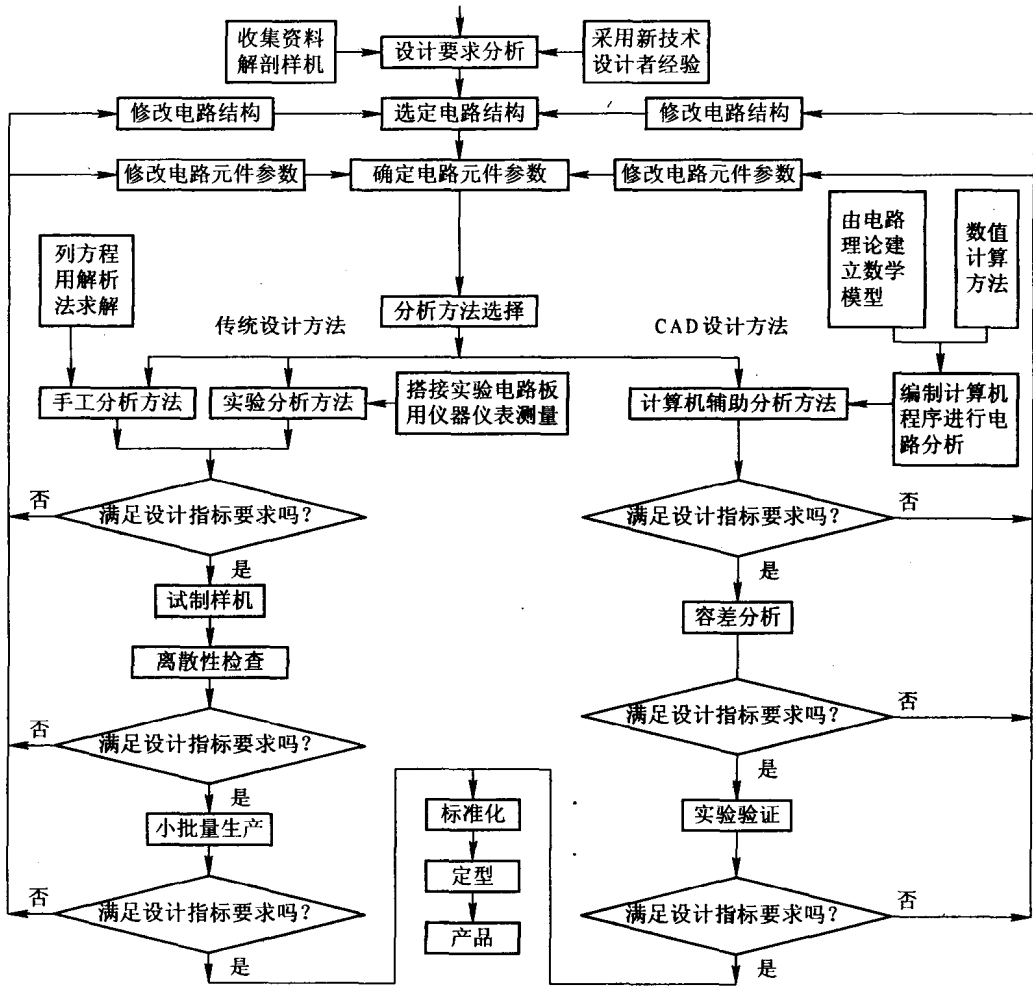 收集资料
解剖样机
设计要求分析
采用新技术
设计者经验
修改电路结构
选定电路结构
修改电路结构
修改电路元件参数
确定电路元件参数
修改电路元件参数
列方程
用解析
法求解
由电路
理论建
立数学
模型
数值
计算
方法
分析方法选择
传统设计方法
CAD设计方法
手工分析方法
实验分析方法
搭接实验电路板
用仪器仪表测量
计算机辅助分析方法
编制计算机
程序进行电
路分析
否
满足设计指标要求吗?
满足设计指标要求吗?
否
是
是
试制样机
容差分析
离散性检查
否
满足设计指标要求吗?
满足设计指标要求吗?
否
是
是
小批量生产
标准化
实验验证
定型
否
满足设计指标要求吗?
产品
满足设计指标要求吗?
否
是
是